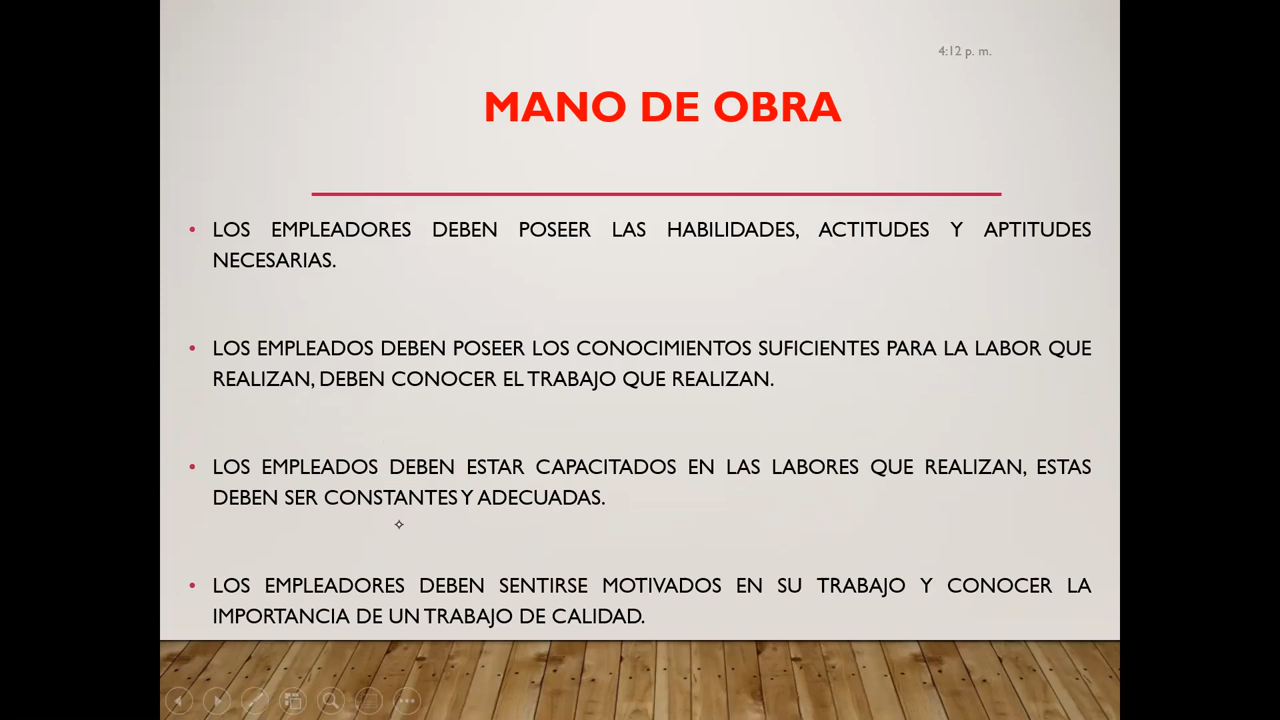 4:12 p. m.
MANO DE OBRA
• LOS EMPLEADORES DEBEN POSEER LAS HABILIDADES, ACTITUDES Y APTITUDES
NECESARIAS.
• LOS EMPLEADOS DEBEN POSEER LOS CONOCIMIENTOS SUFICIENTES PARA LA LABOR QUE
REALIZAN, DEBEN CONOCER EL TRABAJO QUE REALIZAN.
• LOS EMPLEADOS DEBEN ESTAR CAPACITADOS EN LAS LABORES QUE REALIZAN, ESTAS
DEBEN SER CONSTANTES Y ADECUADAS.
• LOS EMPLEADORES DEBEN SENTIRSE MOTIVADOS EN SU TRABAJO Y CONOCER LA
IMPORTANCIA DE UN TRABAJO DE CALIDAD.